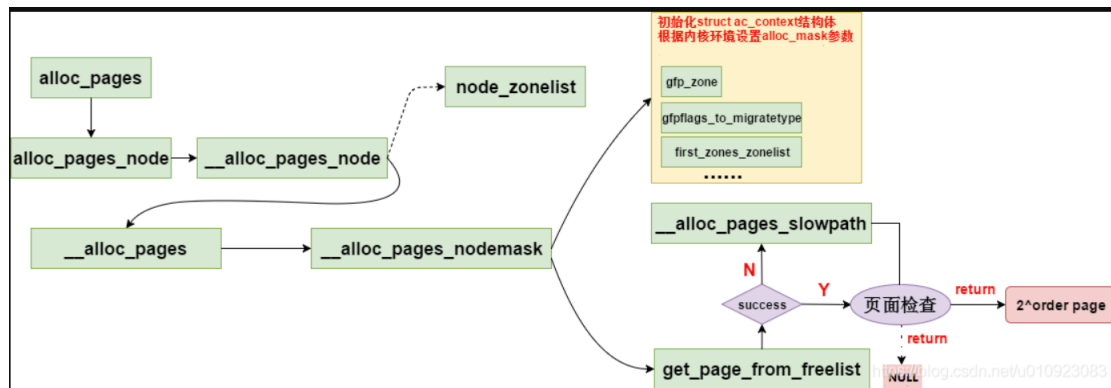 初始化struct ac_context结构体
根据内核环境设置alloc_mask参数
gfp_zone
gfpflags_to_migratetype
first_zones_zonelist
......
alloc_pages
node_zonelist
alloc_pages_node
__alloc_pages_node
__alloc_pages
__alloc_pages_nodemask
__alloc_pages_slowpath
N
success
Y
页面检查
return
2^order page
return
get_page_from_freelist
NULL
https://blog.csdn.net/u010923083